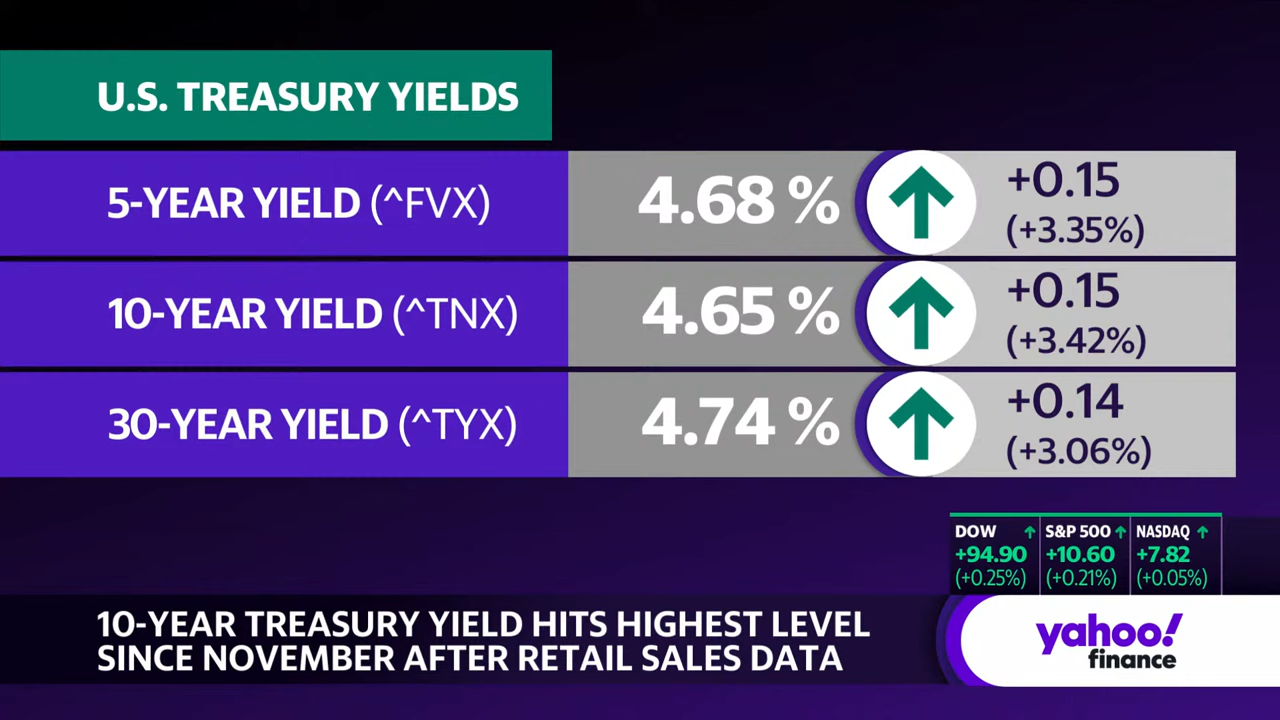 U.S. TREASURY YIELDS
5-YEAR YIELD (^FVX) 4.68 % +0.15
(+3.35%)
10-YEAR YIELD (^TNX) 4.65 % +0.15
(+3.42%)
30-YEAR YIELD (^TYX) 4.74 % +0.14
(+3.06%)
DOW S&P 500 NASDAQ
+94.90 +10.60 +7.82
(+0.25%) (+0.21%) (+0.05%)
10-YEAR TREASURY YIELD HITS HIGHEST LEVEL
SINCE NOVEMBER AFTER RETAIL SALES DATA
yahoo!
finance